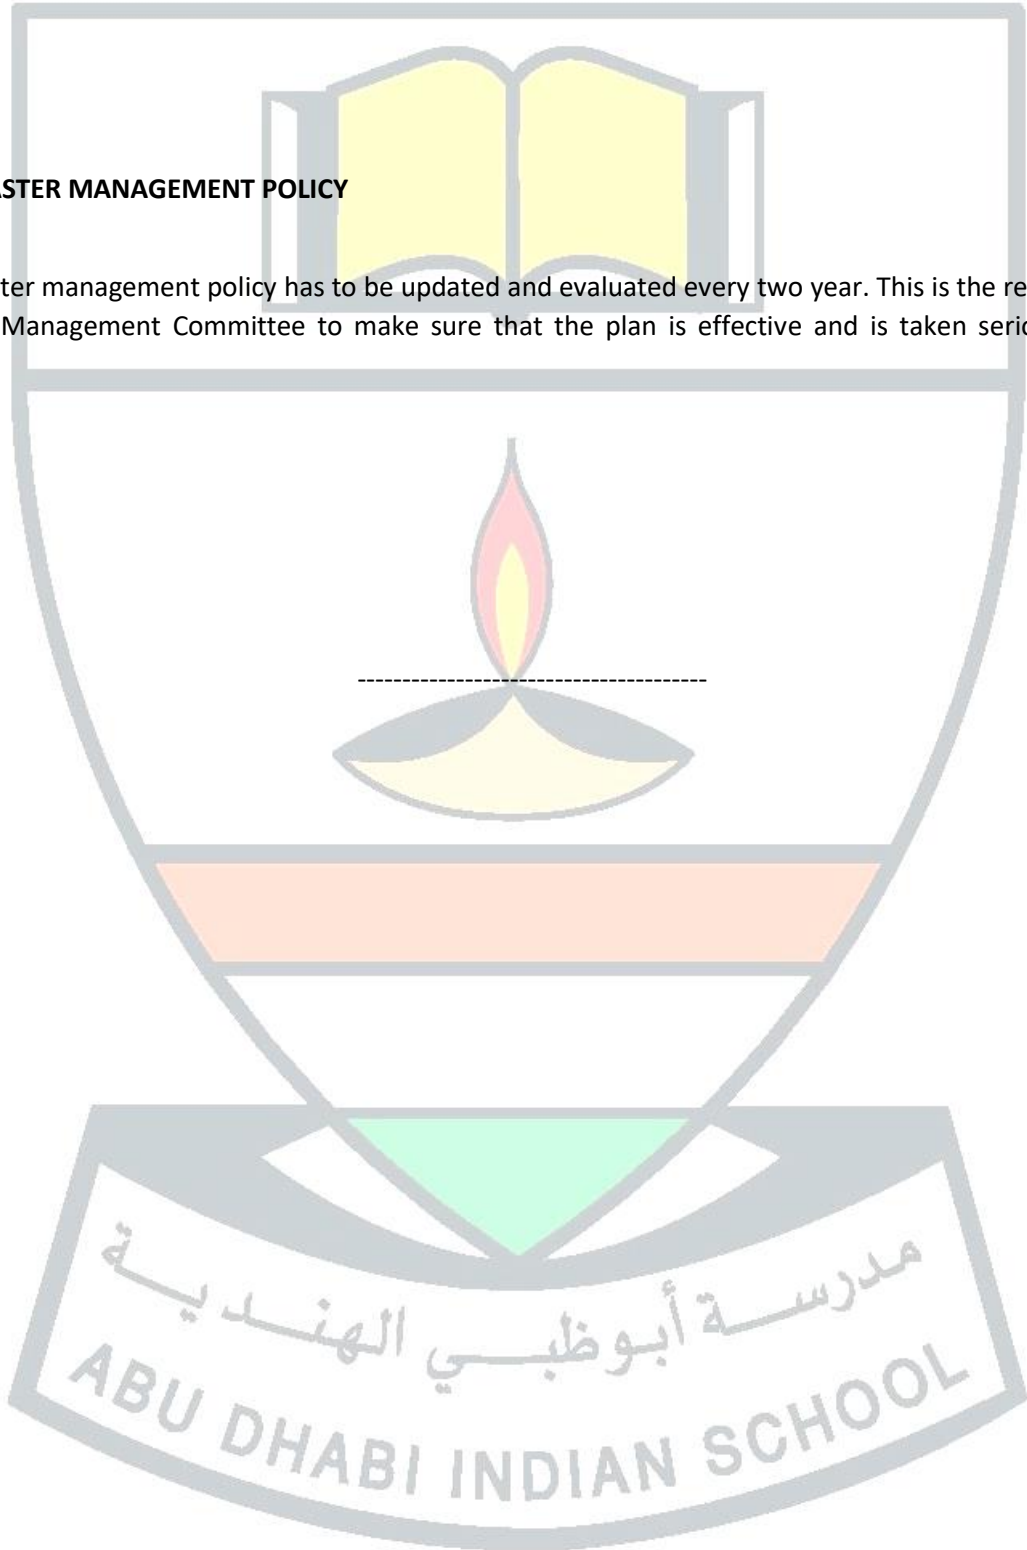 ASTER MANAGEMENT POLICY
ter management policy has to be updated and evaluated every two year. This is the re
Management Committee to make sure that the plan is effective and is taken serio
---------------------------------------
مدرسة أبوظبي الهندية
ABU DHABI INDIAN SCHOOL